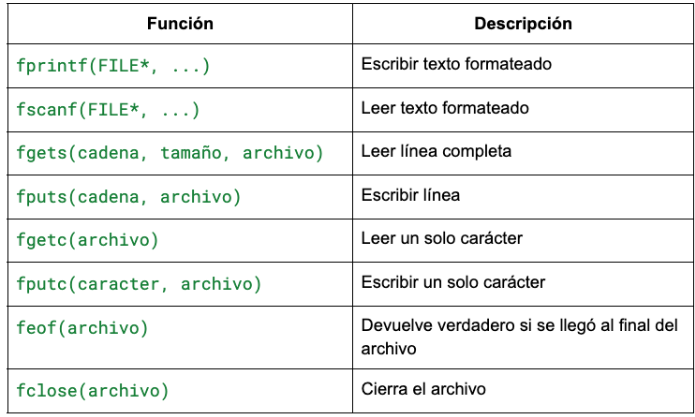 Función Descripción
fprintf(FILE*, ...) Escribir texto formateado
fscanf(FILE*, ...) Leer texto formateado
fgets(cadena, tamaño, archivo) Leer línea completa
fputs(cadena, archivo) Escribir línea
fgetc(archivo) Leer un solo carácter
fputc(caracter, archivo) Escribir un solo carácter
feof(archivo) Devuelve verdadero si se llegó al final del
archivo
fclose(archivo) Cierra el archivo